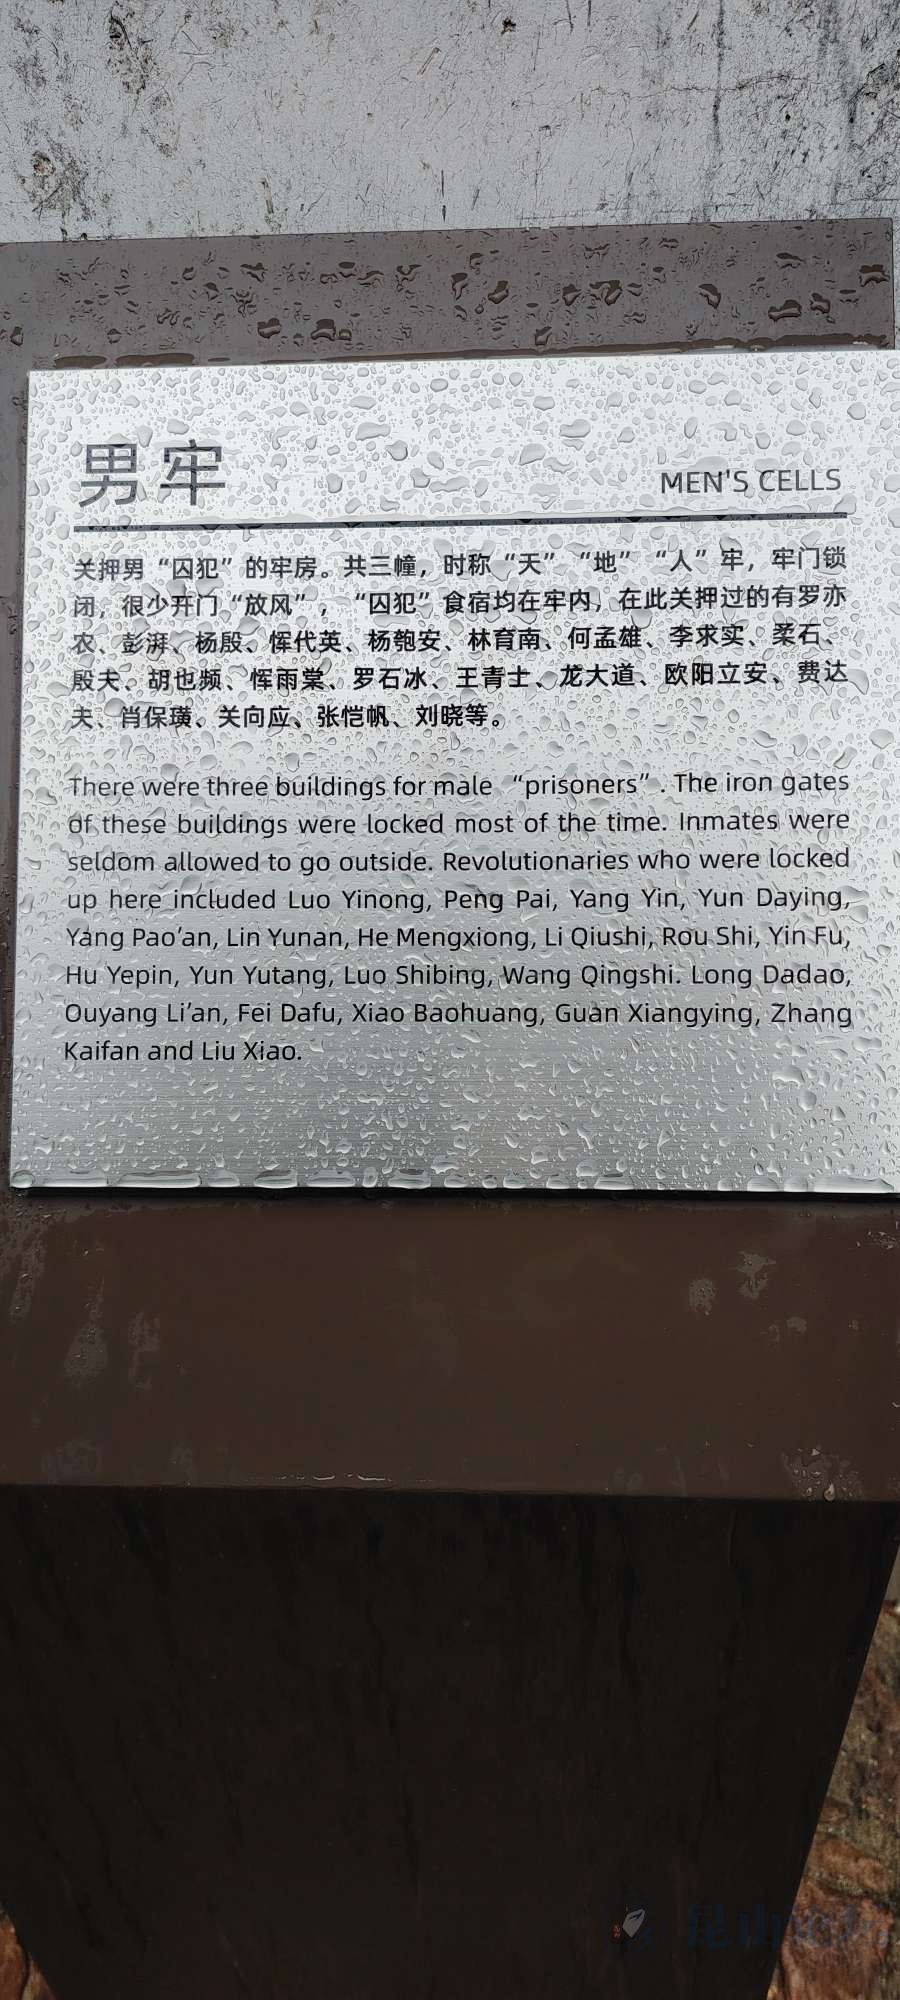 男牢
MEN'S CELLS
关押男“囚犯”的牢房。共三幢，时称“天”“地”“人”牢，牢门锁
闭，很少开门“放风”，“囚犯”食宿均在牢内，在此关押过的有罗亦
农、彭湃、杨殷、恽代英、杨匏安、林育南、何孟雄、李求实、柔石、
殷夫、胡也频、恽雨棠、罗石冰、王青士、龙大道、欧阳立安、费达
夫、肖保璜、关向应、张恺帆、刘晓等。
There were three buildings for male “prisoners”. The iron gates
of these buildings were locked most of the time. Inmates were
seldom allowed to go outside. Revolutionaries who were locked
up here included Luo Yinong, Peng Pai, Yang Yin, Yun Daying,
Yang Pao’an, Lin Yunan, He Mengxiong, Li Qiushi, Rou Shi, Yin Fu,
Hu Yepin, Yun Yutang, Luo Shibing, Wang Qingshi. Long Dadao,
Ouyang Li’an, Fei Dafu, Xiao Baohuang, Guan Xiangying, Zhang
Kaifan and Liu Xiao.
昆山论坛